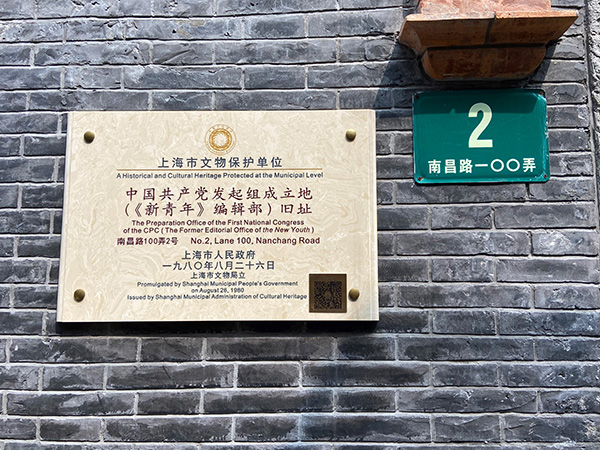 上海市文物保护单位
A Historical and Cultural Heritage Protected at the Municipal Level
中国共产党发起组成立地
(《新青年》编辑部) 旧址
The Preparation Office of the First National Congress
of the CPC ( The Former Editorial Office of the New Youth )
南昌路100弄2号 No.2, Lane 100, Nanchang Road
上海市人民政府
一九八〇年八月二十六日
上海市文物局立
Promulgated by Shanghai Municipal People's Government
on August 26, 1980
Issued by Shanghai Municipal Administration of Cultural Heritage
2
南昌路一〇〇弄